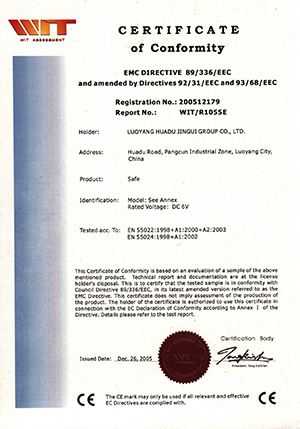 WIT
WIT ASSESSMENT
CERTIFICATE
of Conformity
EMC DIRECTIVE 89/336/EEC
and amended by Directives 92/31/EEC and 93/68/EEC
Registration No.: 200512179
Report No.: WIT/R1055E
Holder: LUOYANG HUADU JINGUI GROUP CO., LTD.
Address: Huadu Road, Pangcun Industrial Zone, Luoyang City,
China
Product: Safe
Identification: Model: See Annex
Rated Voltage: DC 6V
Tested acc. To: EN 55022:1998+A1:2000+A2:2003
EN 55024:1998+A1:2002
This Certificate of Conformity is based on an evaluation of a sample of the above
mentioned product. Technical report and documentation are at the license
holder's disposal. This is to certify that the tested sample is in conformity with
Council Directive 89/336/EEC, in its latest amended version referred to as the
EMC Directive. This certificate does not imply assessment of the production of
the product. The holder of the certificate is authorized to use this certificate in
connection with the EC Declaration of Conformity according to Annex I of the
Directive. Details please refer to the test report.
Certification Body
Issued Date: Dec. 26, 2005
CE
The CE mark may only be used if all relevant and effective
EC Directives are complied with.
CE